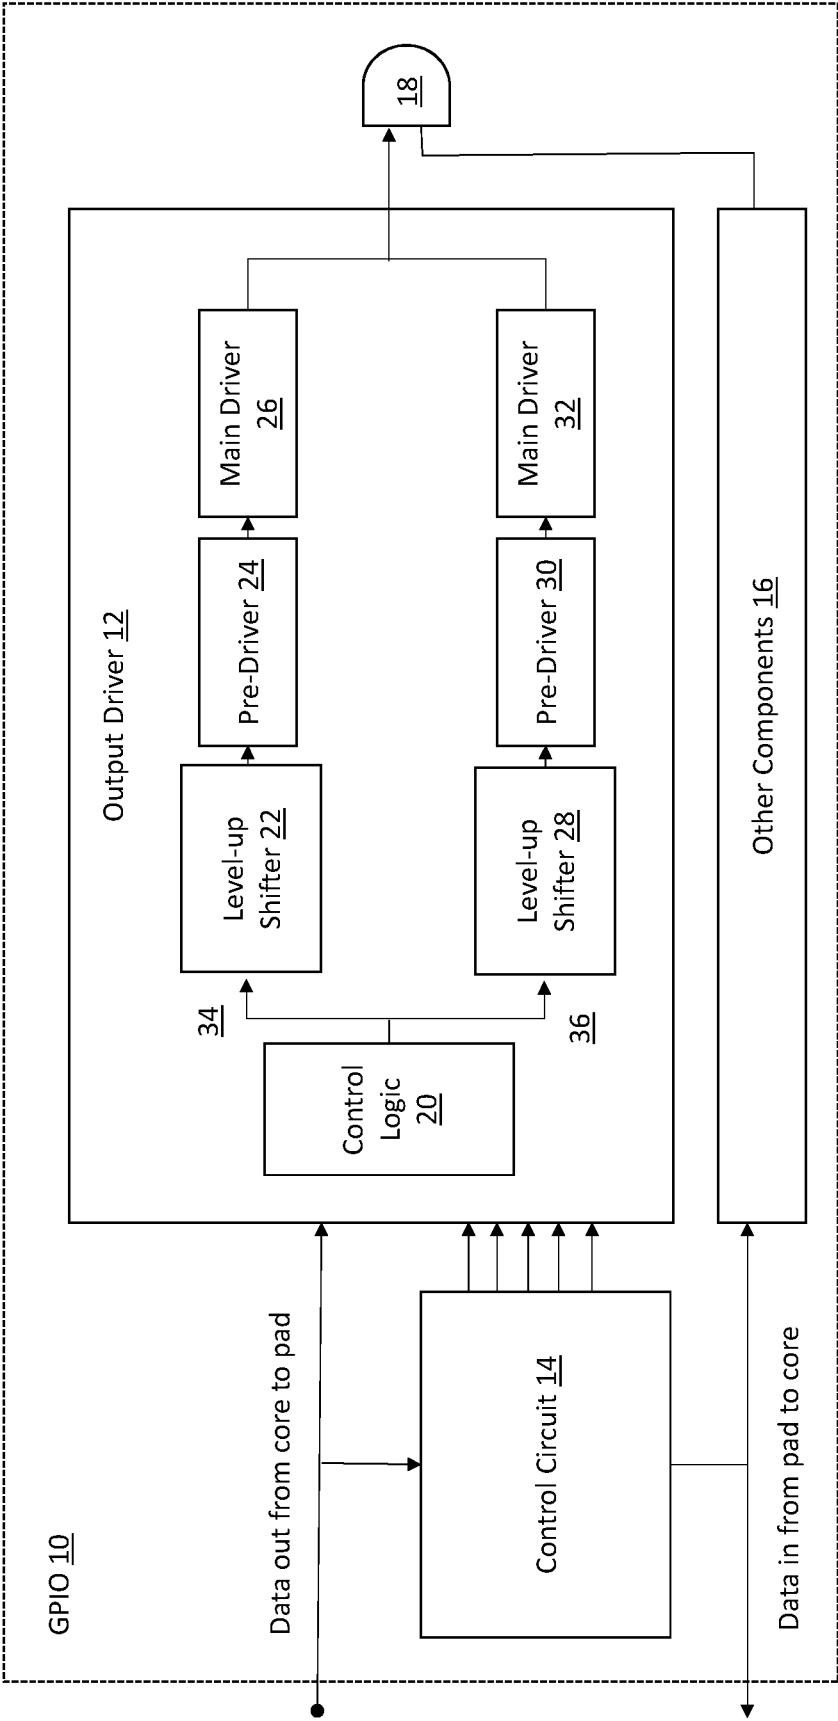 GPIO 10
Data out from core to pad
Control Circuit 14
Data in from pad to core
Output Driver 12
Control
Logic
20
34
36
Level-up
Shifter 22
Pre-Driver 24
Main Driver
26
Level-up
Shifter 28
Pre-Driver 30
Main Driver
32
Other Components 16
18